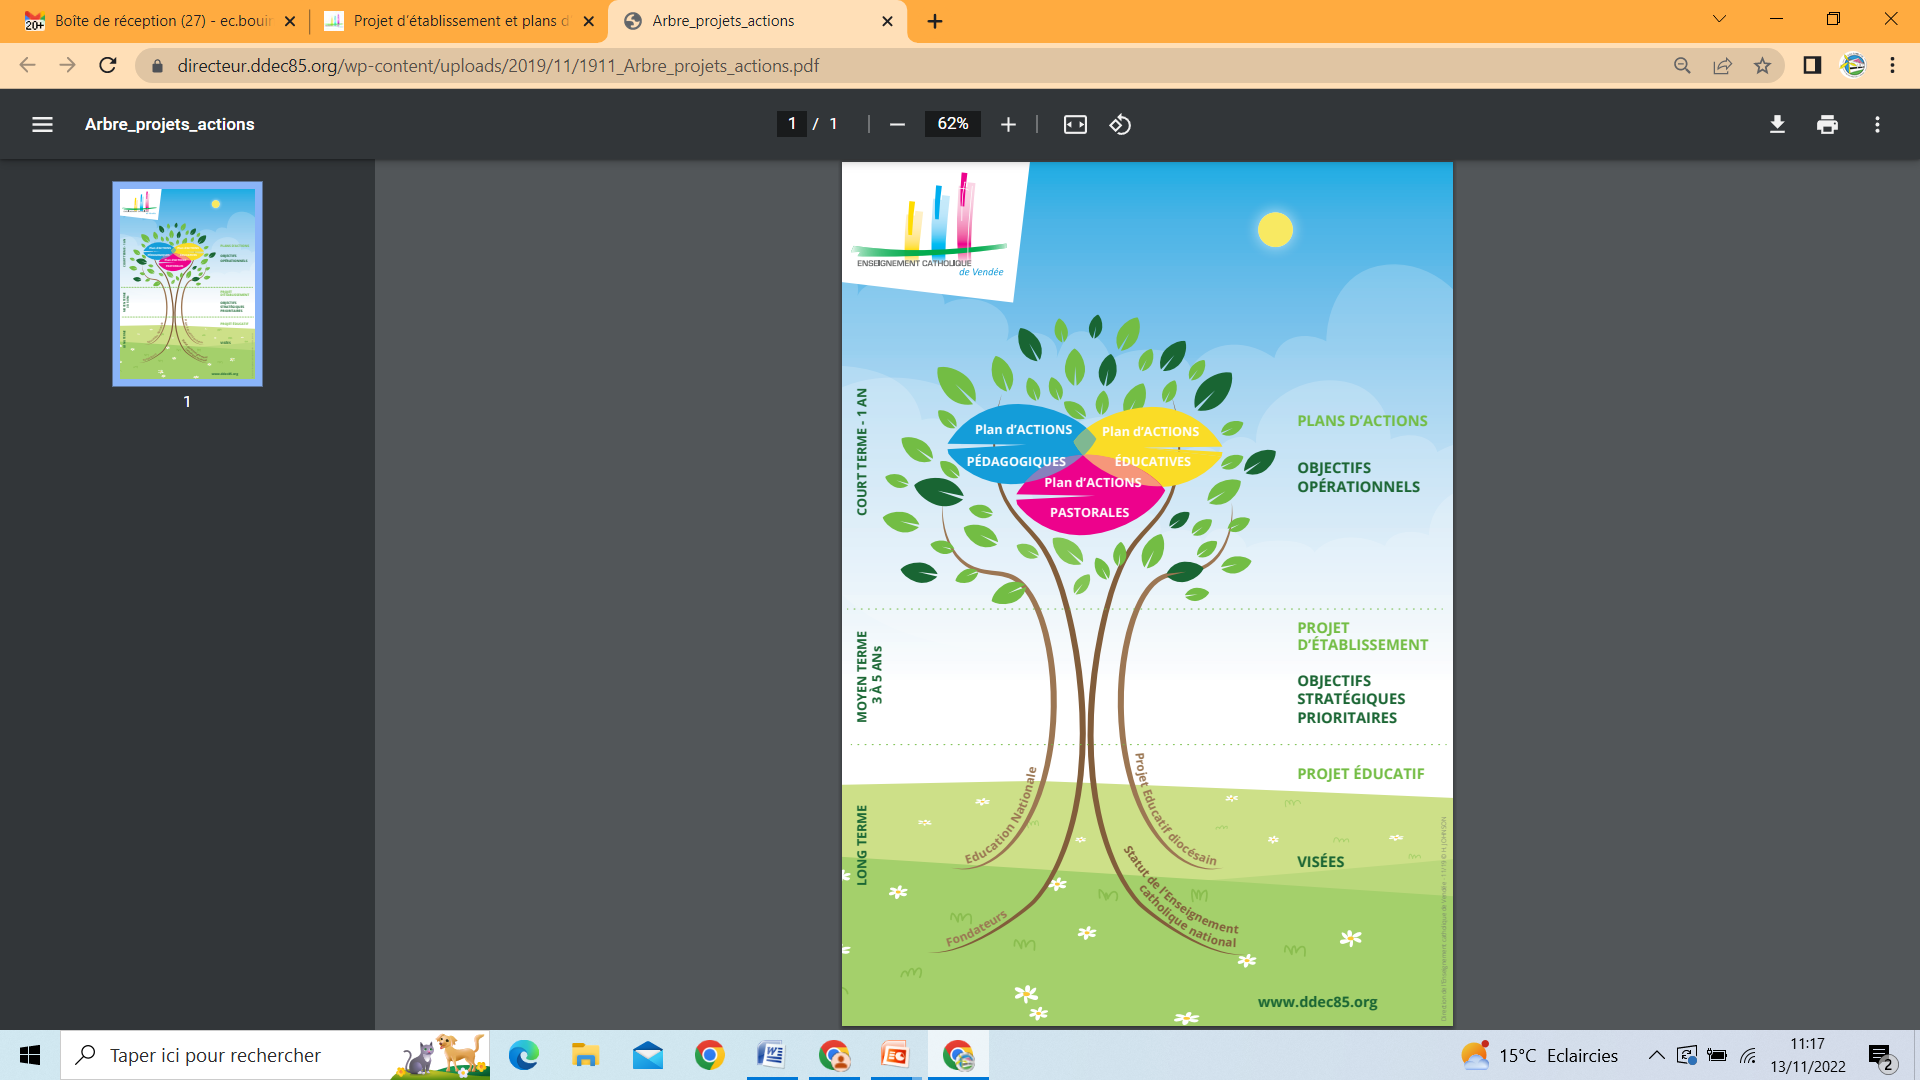 Boîte de réception (27) - ec.bouin
Projet d'établissement et plans d
Arbre_projets_actions
directeur.ddec85.org/wp-content/uploads/2019/11/1911_Arbre_projets_actions.pdf
Arbre_projets_actions
1 / 1
62%
1
ENSEIGNEMENT CATHOLIQUE
de Vendée
COURT TERME - 1 AN
Plan d'ACTIONS
PÉDAGOGIQUES
Plan d'ACTIONS
ÉDUCATIVES
Plan d'ACTIONS
PASTORALES
PLANS D'ACTIONS
OBJECTIFS
OPÉRATIONNELS
MOYEN TERME
3 À 5 ANs
PROJET
D'ÉTABLISSEMENT
OBJECTIFS
STRATÉGIQUES
PRIORITAIRES
LONG TERME
PROJET ÉDUCATIF
VISÉES
Education Nationale
Projet Educatif diocésain
Fondateurs
Statut de l'Enseignement
catholique national
www.ddec85.org
Taper ici pour rechercher
15°C Eclaircies
11:17
13/11/2022
2